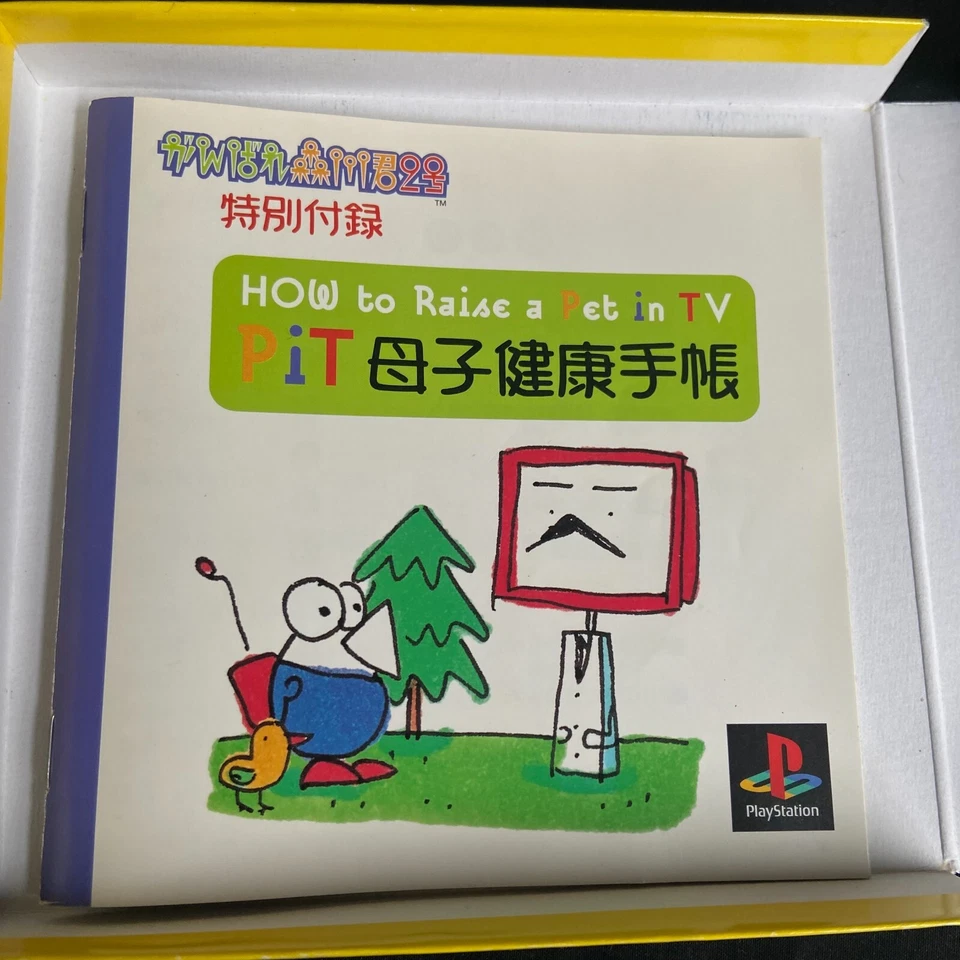 がんばれ森川君2号
TM
特別付録
HOW to Raise a Pet in TV
PiT 母子健康手帳
PlayStation